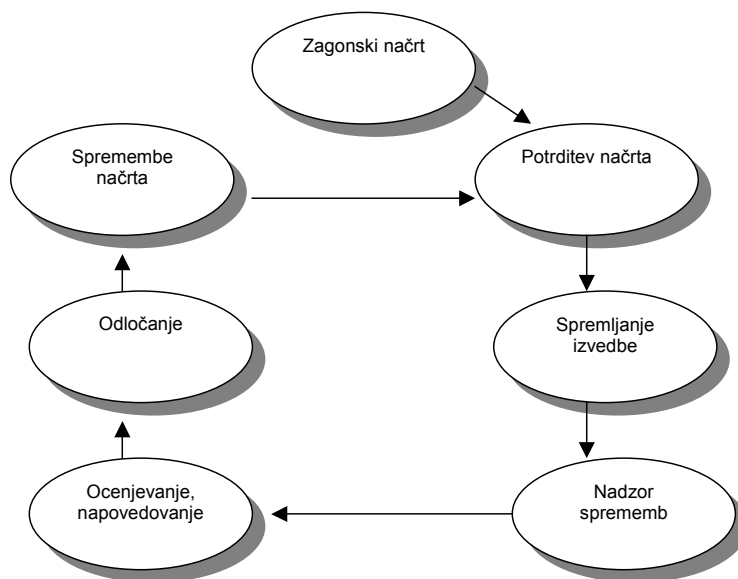 Zagonski načrt
Spremembe
načrta
Potrditev načrta
Odločanje
Spremljanje
izvedbe
Ocenjevanje,
napovedovanje
Nadzor
sprememb